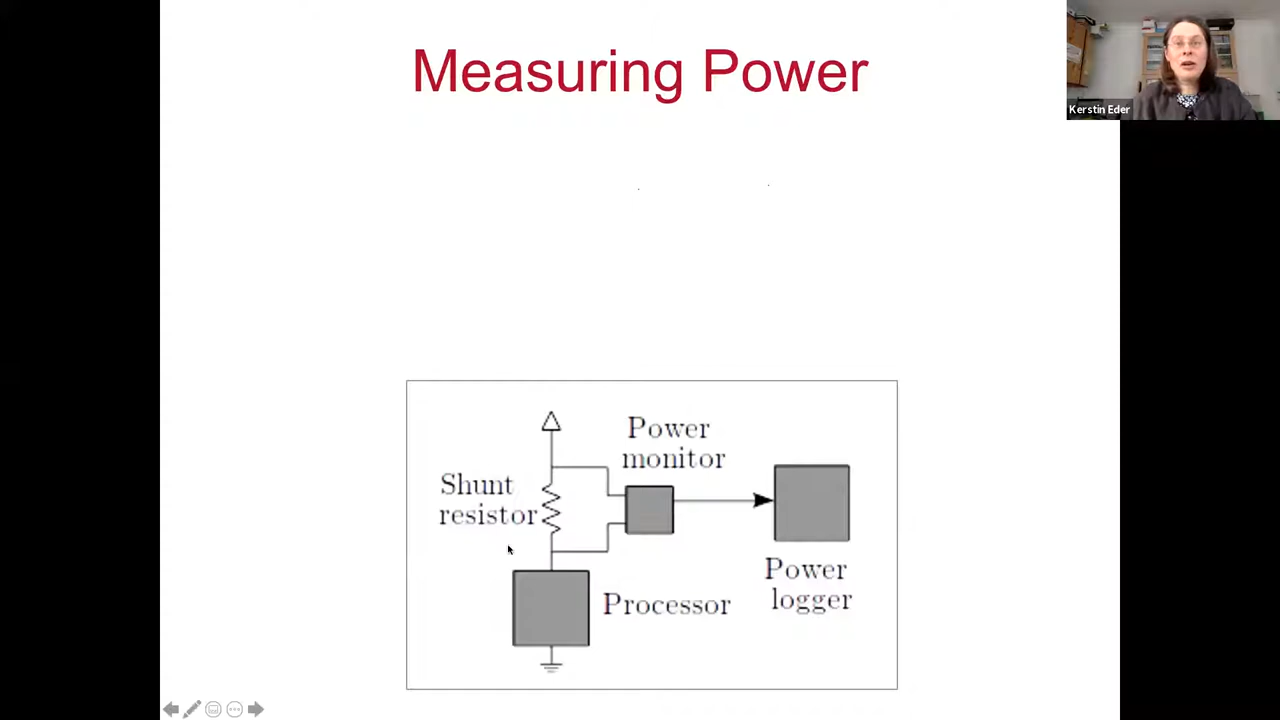 Measuring Power
Kerstin Eder
Power
monitor
Shunt
resistor
Power
logger
Processor